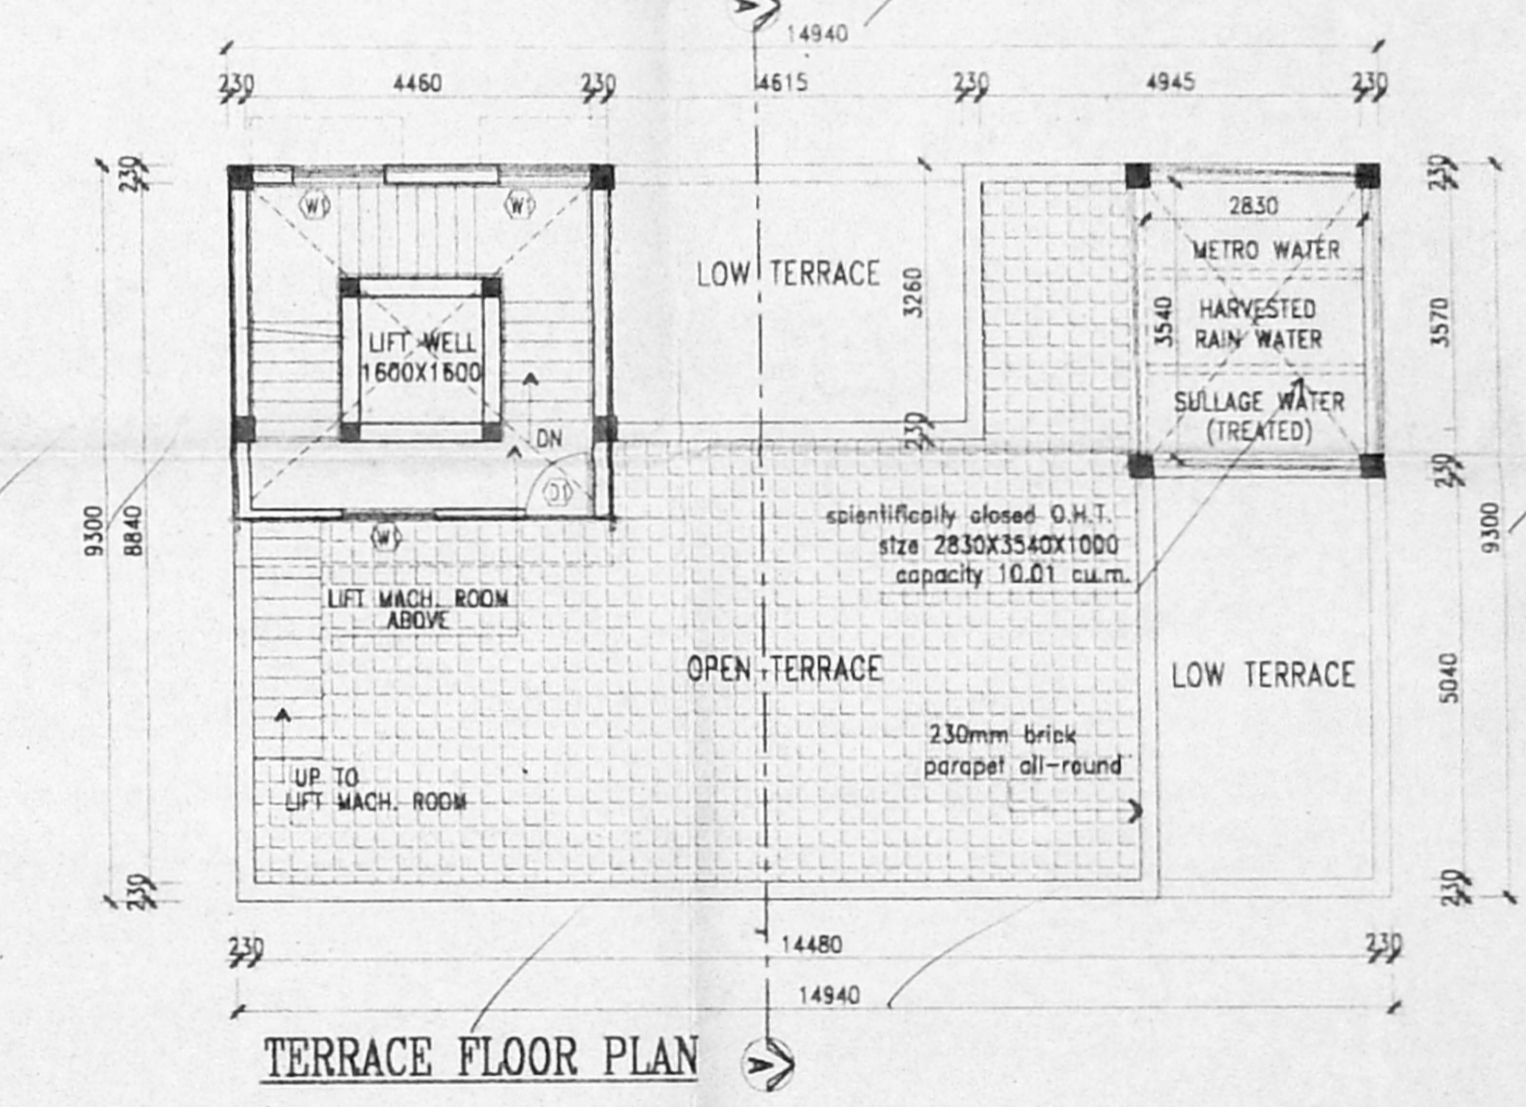 A
14940
230 4460 230 4615 230 4945 230
230
230
W1
W1
2830
METRO WATER
LOW TERRACE
3260
3540
HARVESTED
RAIN WATER
3570
LIFT WELL
1600X1600
SULLAGE WATER
(TREATED)
DN
230
230
D1
9300
8840
W
scientifically closed O.H.T.
size 2830X3540X1000
capacity 10.01 cu.m.
9300
LIFT MACH. ROOM
ABOVE
OPEN TERRACE
LOW TERRACE
5040
230mm brick
parapet all-round
UP TO
LIFT MACH. ROOM
230
230
230 14480 230
14940
TERRACE FLOOR PLAN
A